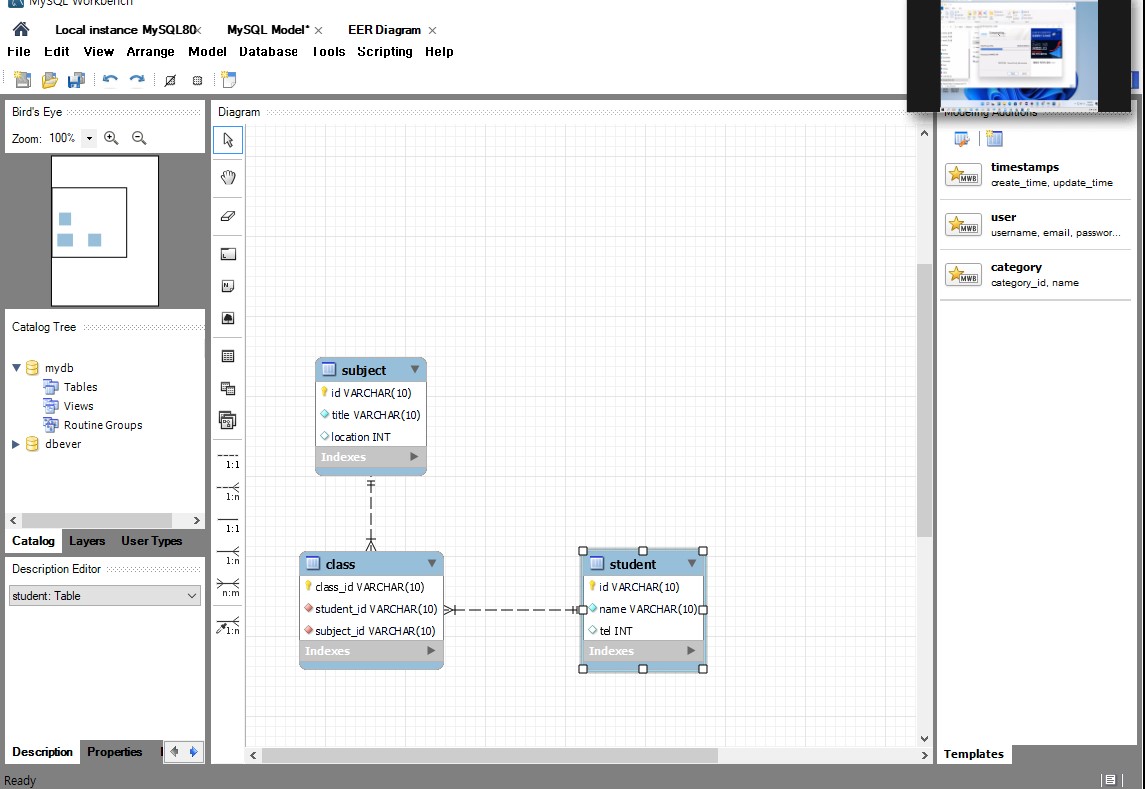 MySQL Workbench
Local instance MySQL80
MySQL Model*
EER Diagram
File Edit View Arrange Model Database Tools Scripting Help
Bird's Eye
Zoom: 100%
Catalog Tree
mydb
Tables
Views
Routine Groups
dbever
Catalog Layers User Types
Description Editor
student: Table
Description Properties
Ready
Diagram
1:1
1:n
1:1
1:n
n:m
1:n
subject
id VARCHAR(10)
title VARCHAR(10)
location INT
Indexes
class
class_id VARCHAR(10)
student_id VARCHAR(10)
subject_id VARCHAR(10)
Indexes
student
id VARCHAR(10)
name VARCHAR(10)
tel INT
Indexes
Modeling Additions
timestamps
create_time, update_time
user
username, email, passwor...
category
category_id, name
Templates